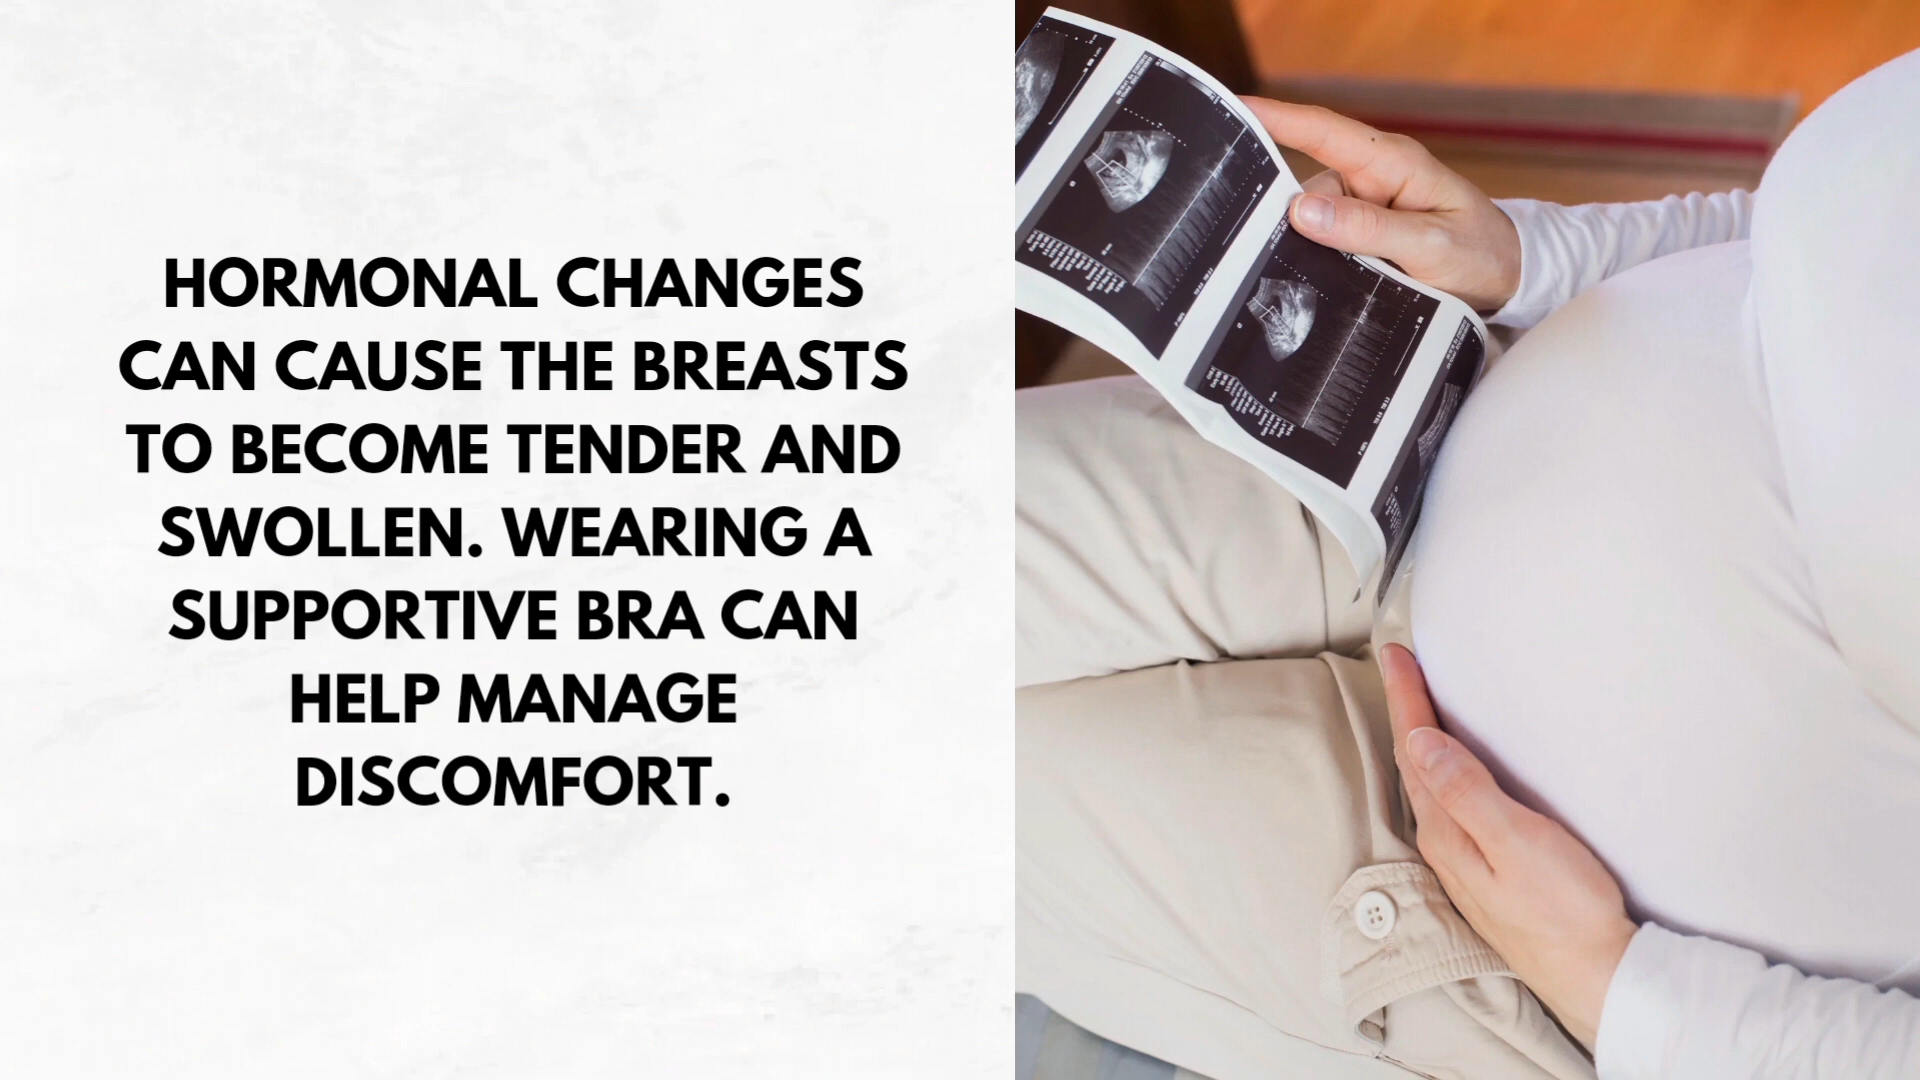 HORMONAL CHANGES
CAN CAUSE THE BREASTS
TO BECOME TENDER AND
SWOLLEN. WEARING A
SUPPORTIVE BRA CAN
HELP MANAGE
DISCOMFORT.